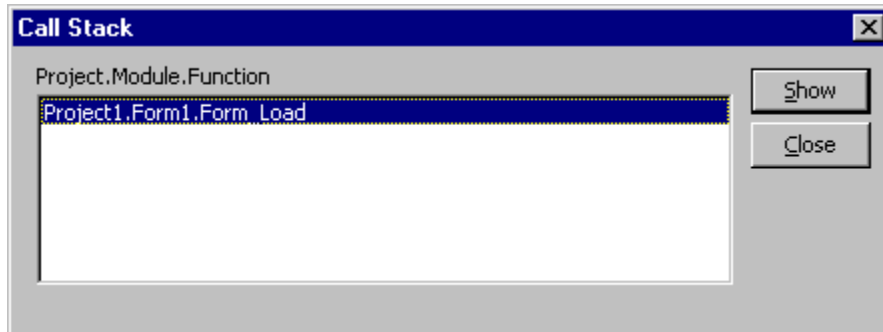 Call Stack
Project.Module.Function
Project1.Form1.Form_Load
Show
Close